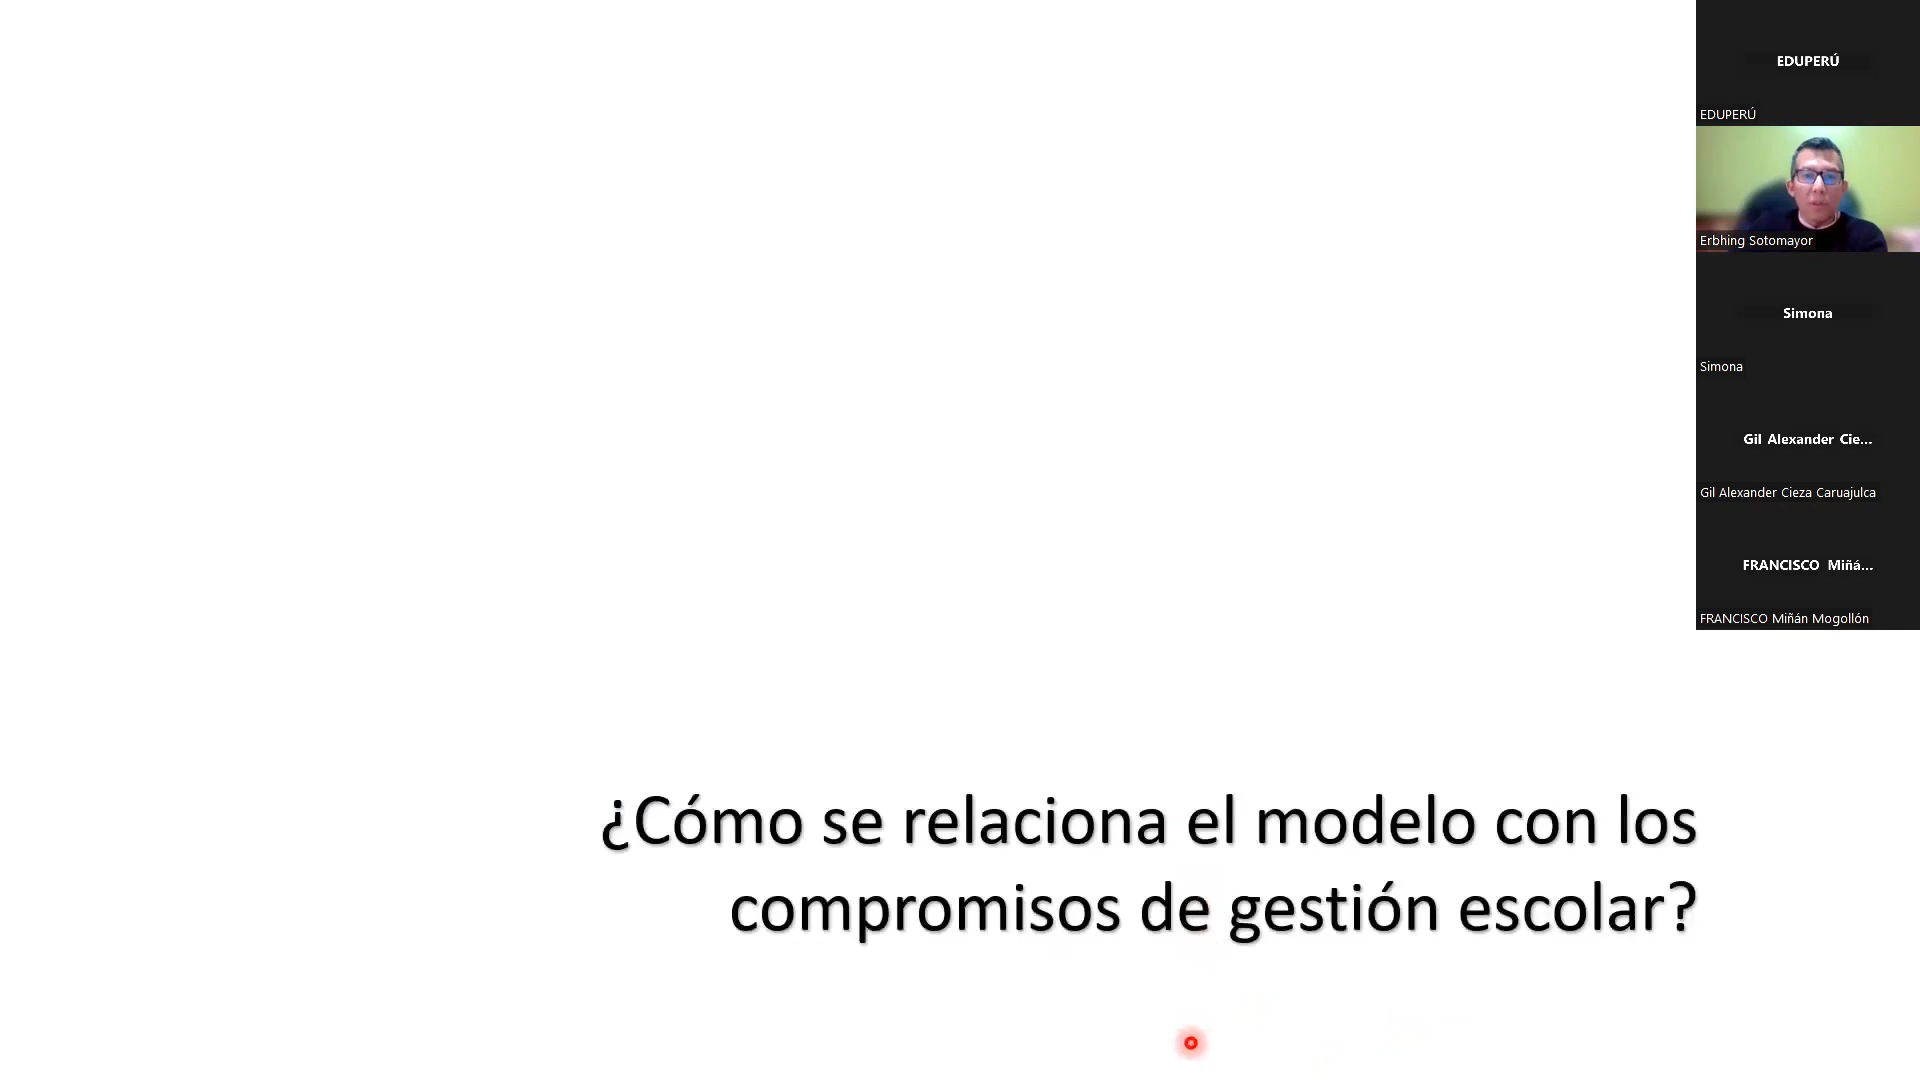 EDUPERÚ
EDUPERÚ
Erbhing Sotomayor
Simona
Simona
Gil Alexander Cie...
Gil Alexander Cieza Caruajulca
FRANCISCO Miñá...
FRANCISCO Miñán Mogollón
¿Cómo se relaciona el modelo con los
compromisos de gestión escolar?